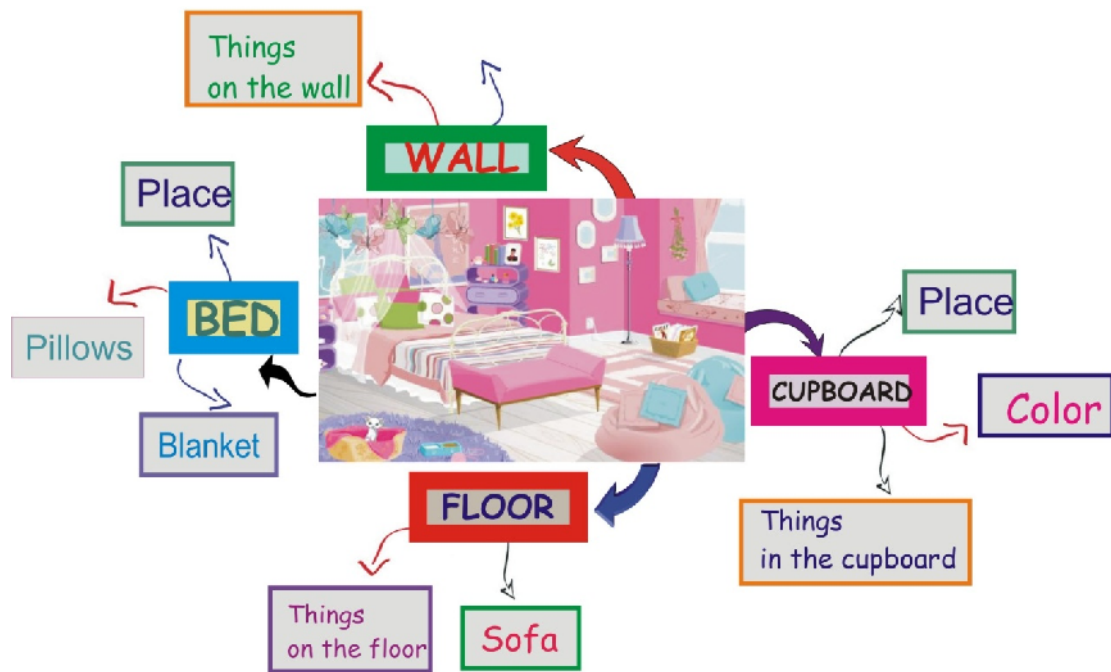 Things
on the wall
WALL
Place
BED
Pillows
Blanket
Place
CUPBOARD
Color
Things
in the cupboard
FLOOR
Things
on the floor
Sofa